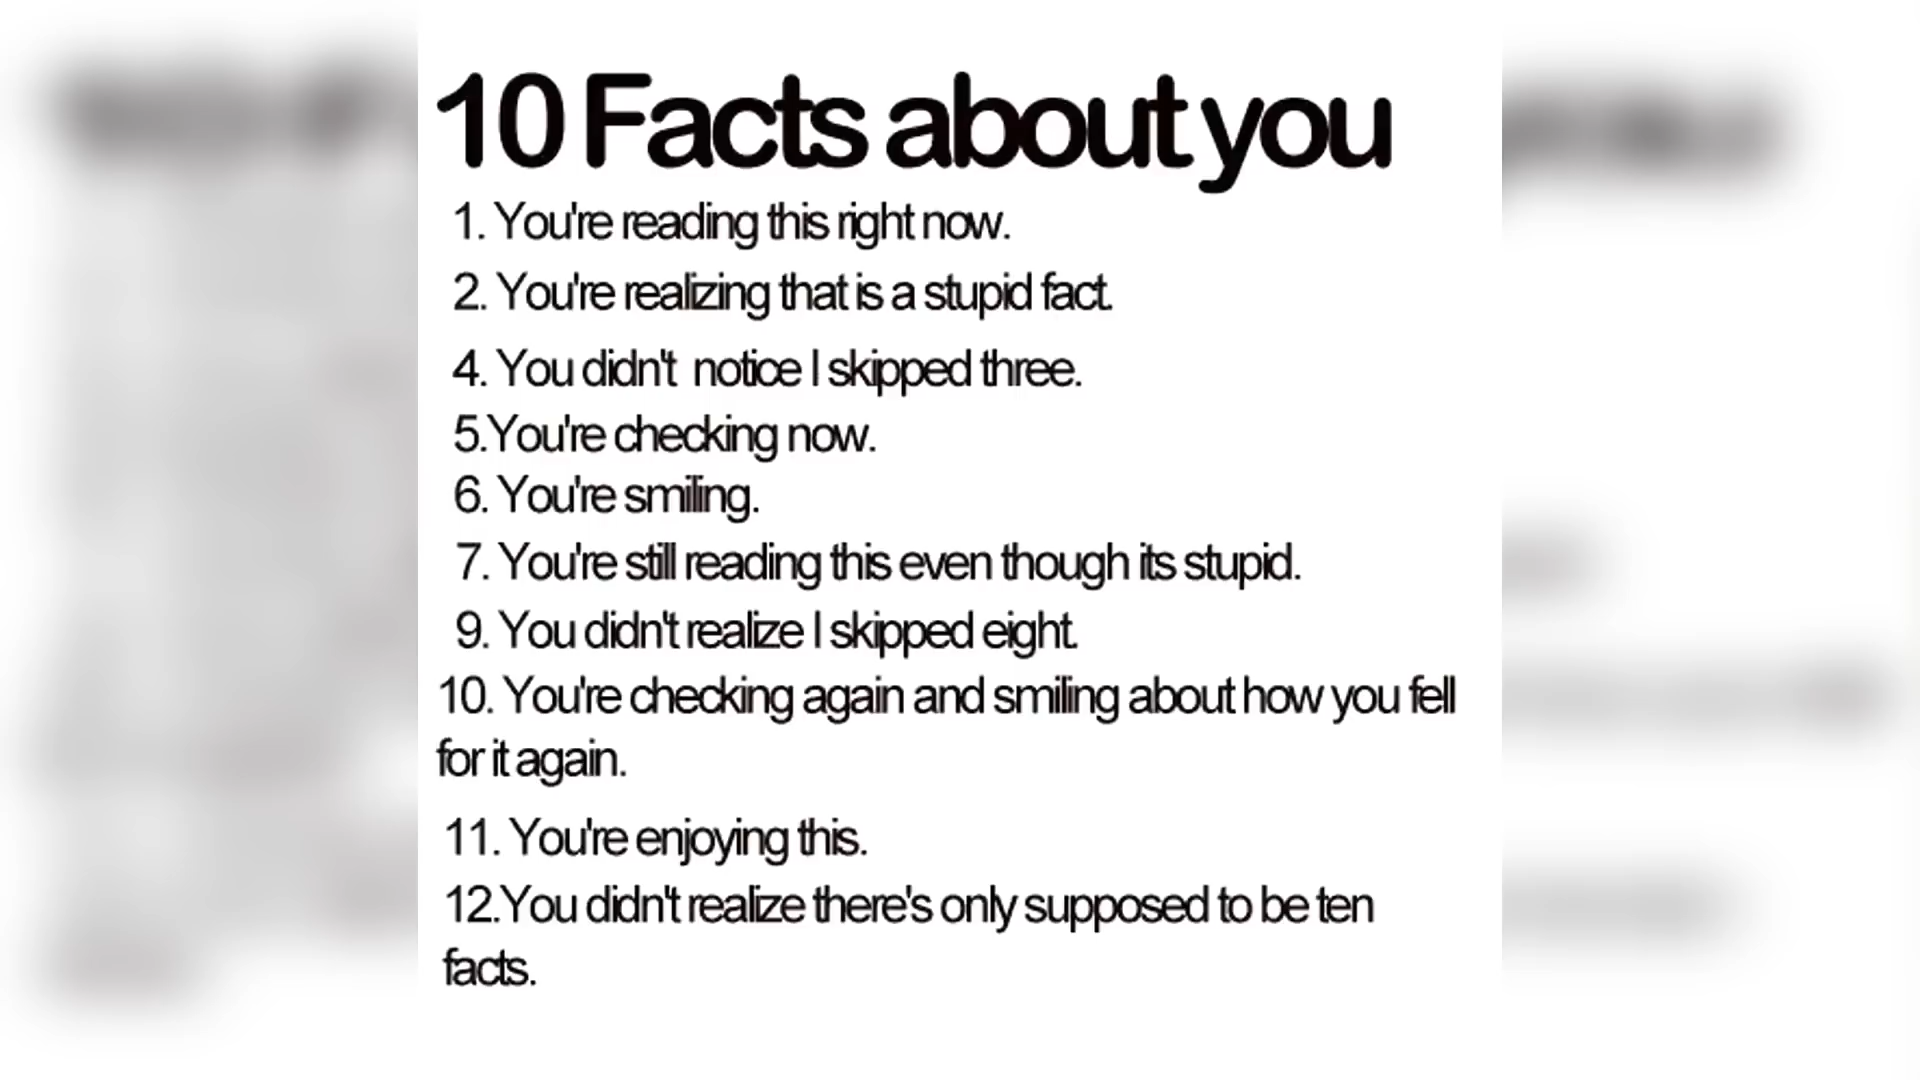 10 Facts about you
1. You're reading this right now.
2. You're realizing that is a stupid fact.
4. You didn't notice I skipped three.
5.You're checking now.
6. You're smiling.
7. You're still reading this even though its stupid.
9. You didn't realize I skipped eight.
10. You're checking again and smiling about how you fell
for it again.
11. You're enjoying this.
12.You didn't realize there's only supposed to be ten
facts.